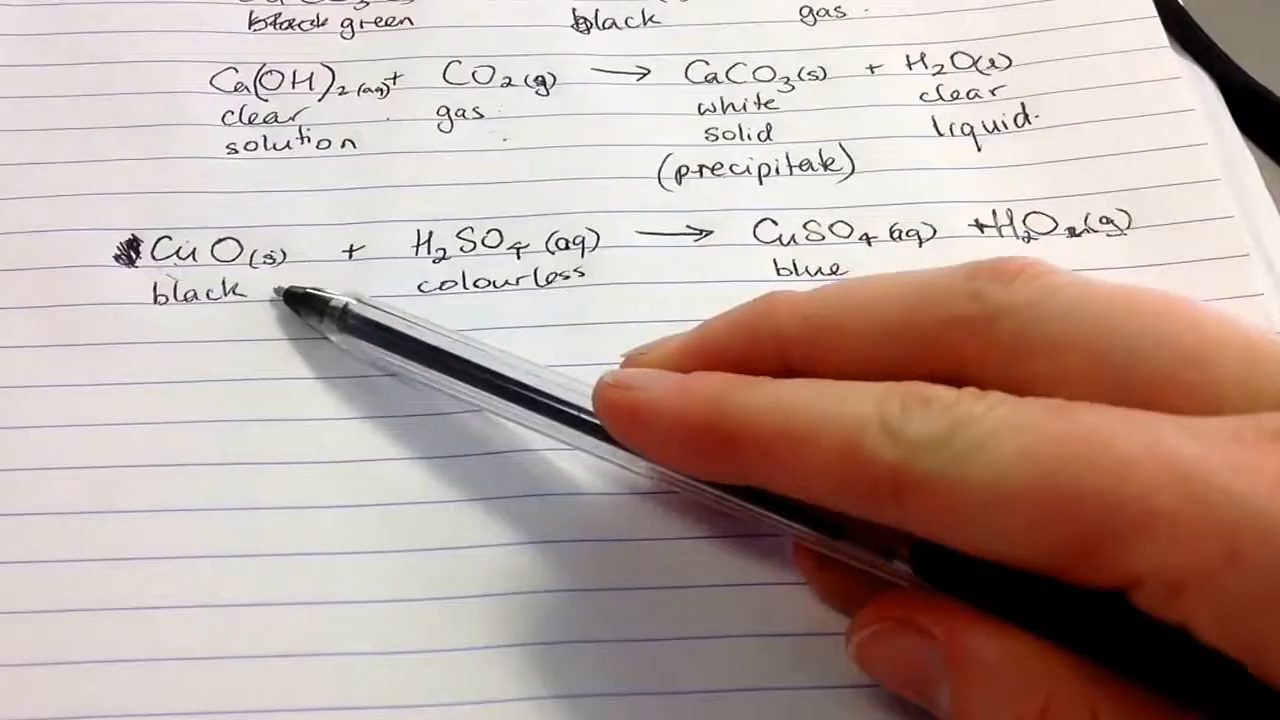 green black gas.
Ca(OH)₂(aq) + CO₂(g) → CaCO₃(s) + H₂O(l)
clear gas white clear
solution solid liquid.
(precipitate)
CuO(s) + H₂SO₄(aq) → CuSO₄(aq) + H₂O(g)
black colourless blue